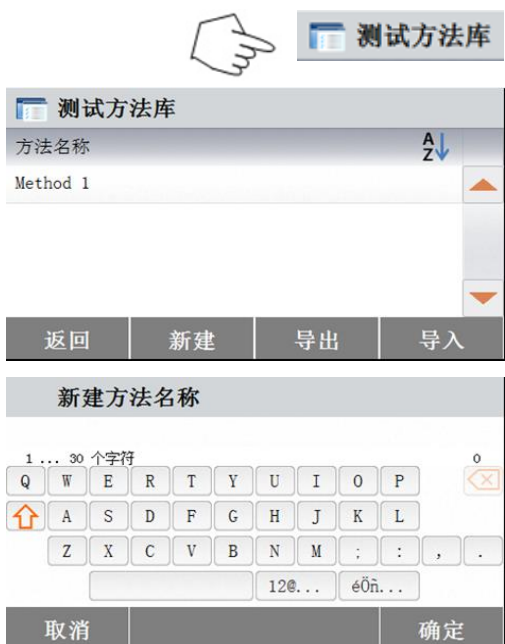 测试方法库
测试方法库
方法名称 A Z
Method 1
返回 新建 导出 导入
新建方法名称
1 ... 30 个字符 0
Q W E R T Y U I O P
A S D F G H J K L
Z X C V B N M ; : , .
12@... éÖñ...
取消 确定